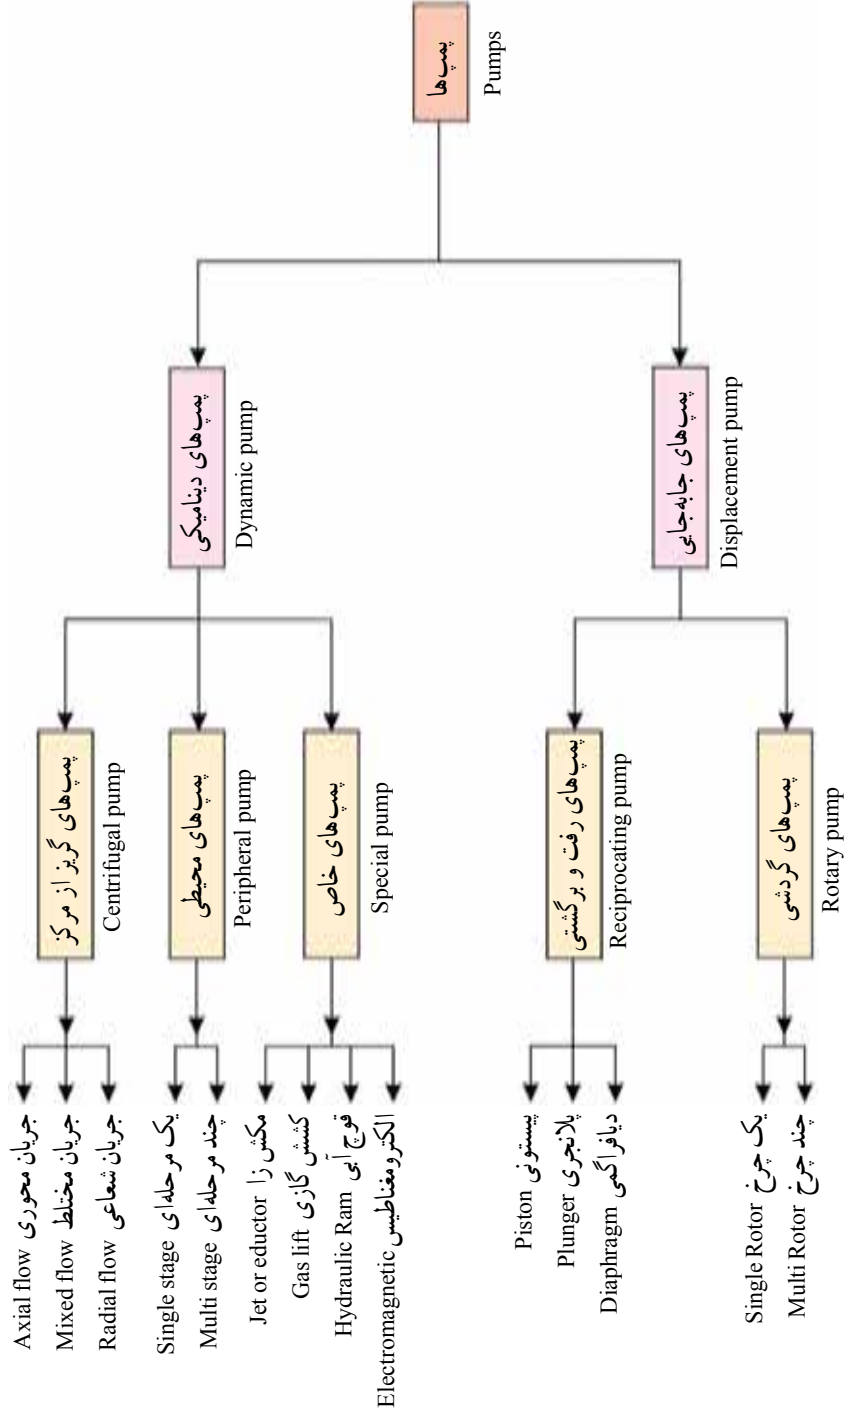 پمپ‌ها
Pumps
پمپ‌های دینامیکی
Dynamic pump
پمپ‌های جابه‌جایی
Displacement pump
پمپ‌های گریز از مرکز
Centrifugal pump
پمپ‌های محیطی
Peripheral pump
پمپ‌های خاص
Special pump
پمپ‌های رفت و برگشتی
Reciprocating pump
پمپ‌های گردشی
Rotary pump
Axial flow جریان محوری
Mixed flow جریان مختلط
Radial flow جریان شعاعی
Single stage یک مرحله‌ای
Multi stage چند مرحله‌ای
Jet or eductor مکش زا
Gas lift کشش گازی
Hydraulic Ram قوچ آبی
Electromagnetic الکترومغناطیس
Piston پیستونی
Plunger پلانجری
Diaphragm دیافراگمی
Single Rotor یک چرخ
Multi Rotor چند چرخ